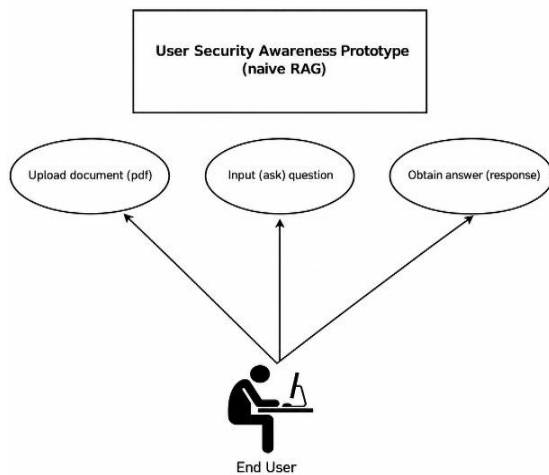 User Security Awareness Prototype
(naive RAG)
Upload document (pdf)
Input (ask) question
Obtain answer (response)
End User